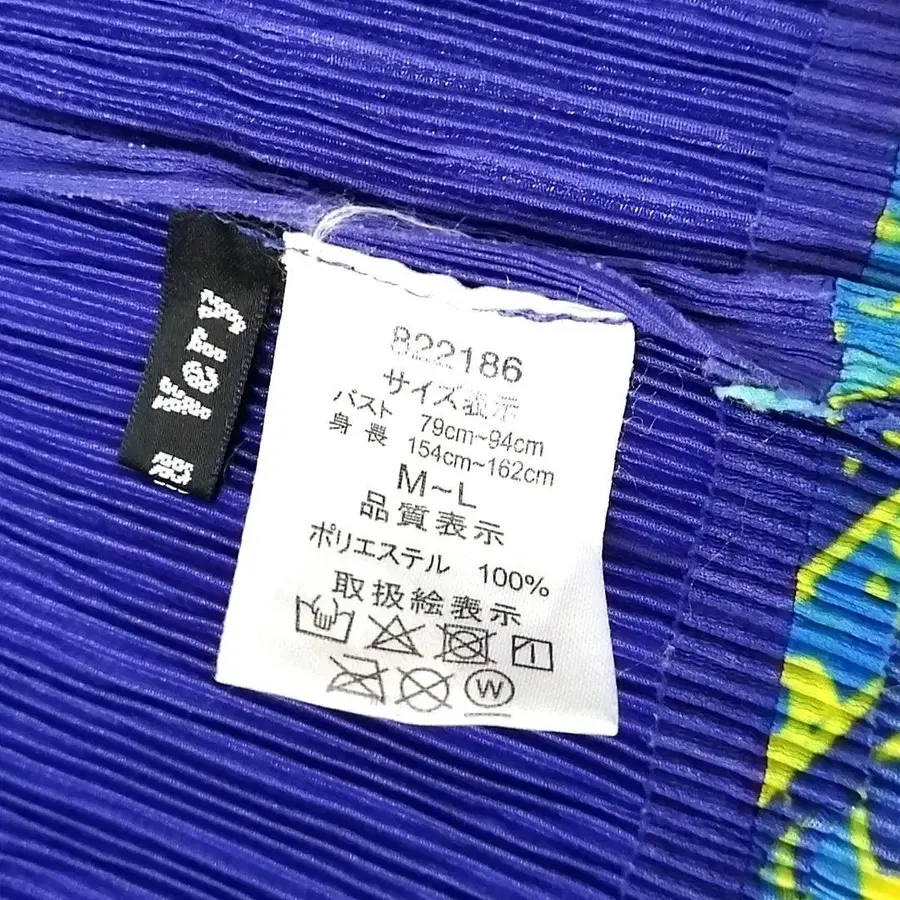 822186
サイズ表示
バスト 79cm~94cm
身長 154cm~162cm
M~L
品質表示
ポリエステル 100%
取扱絵表示
W